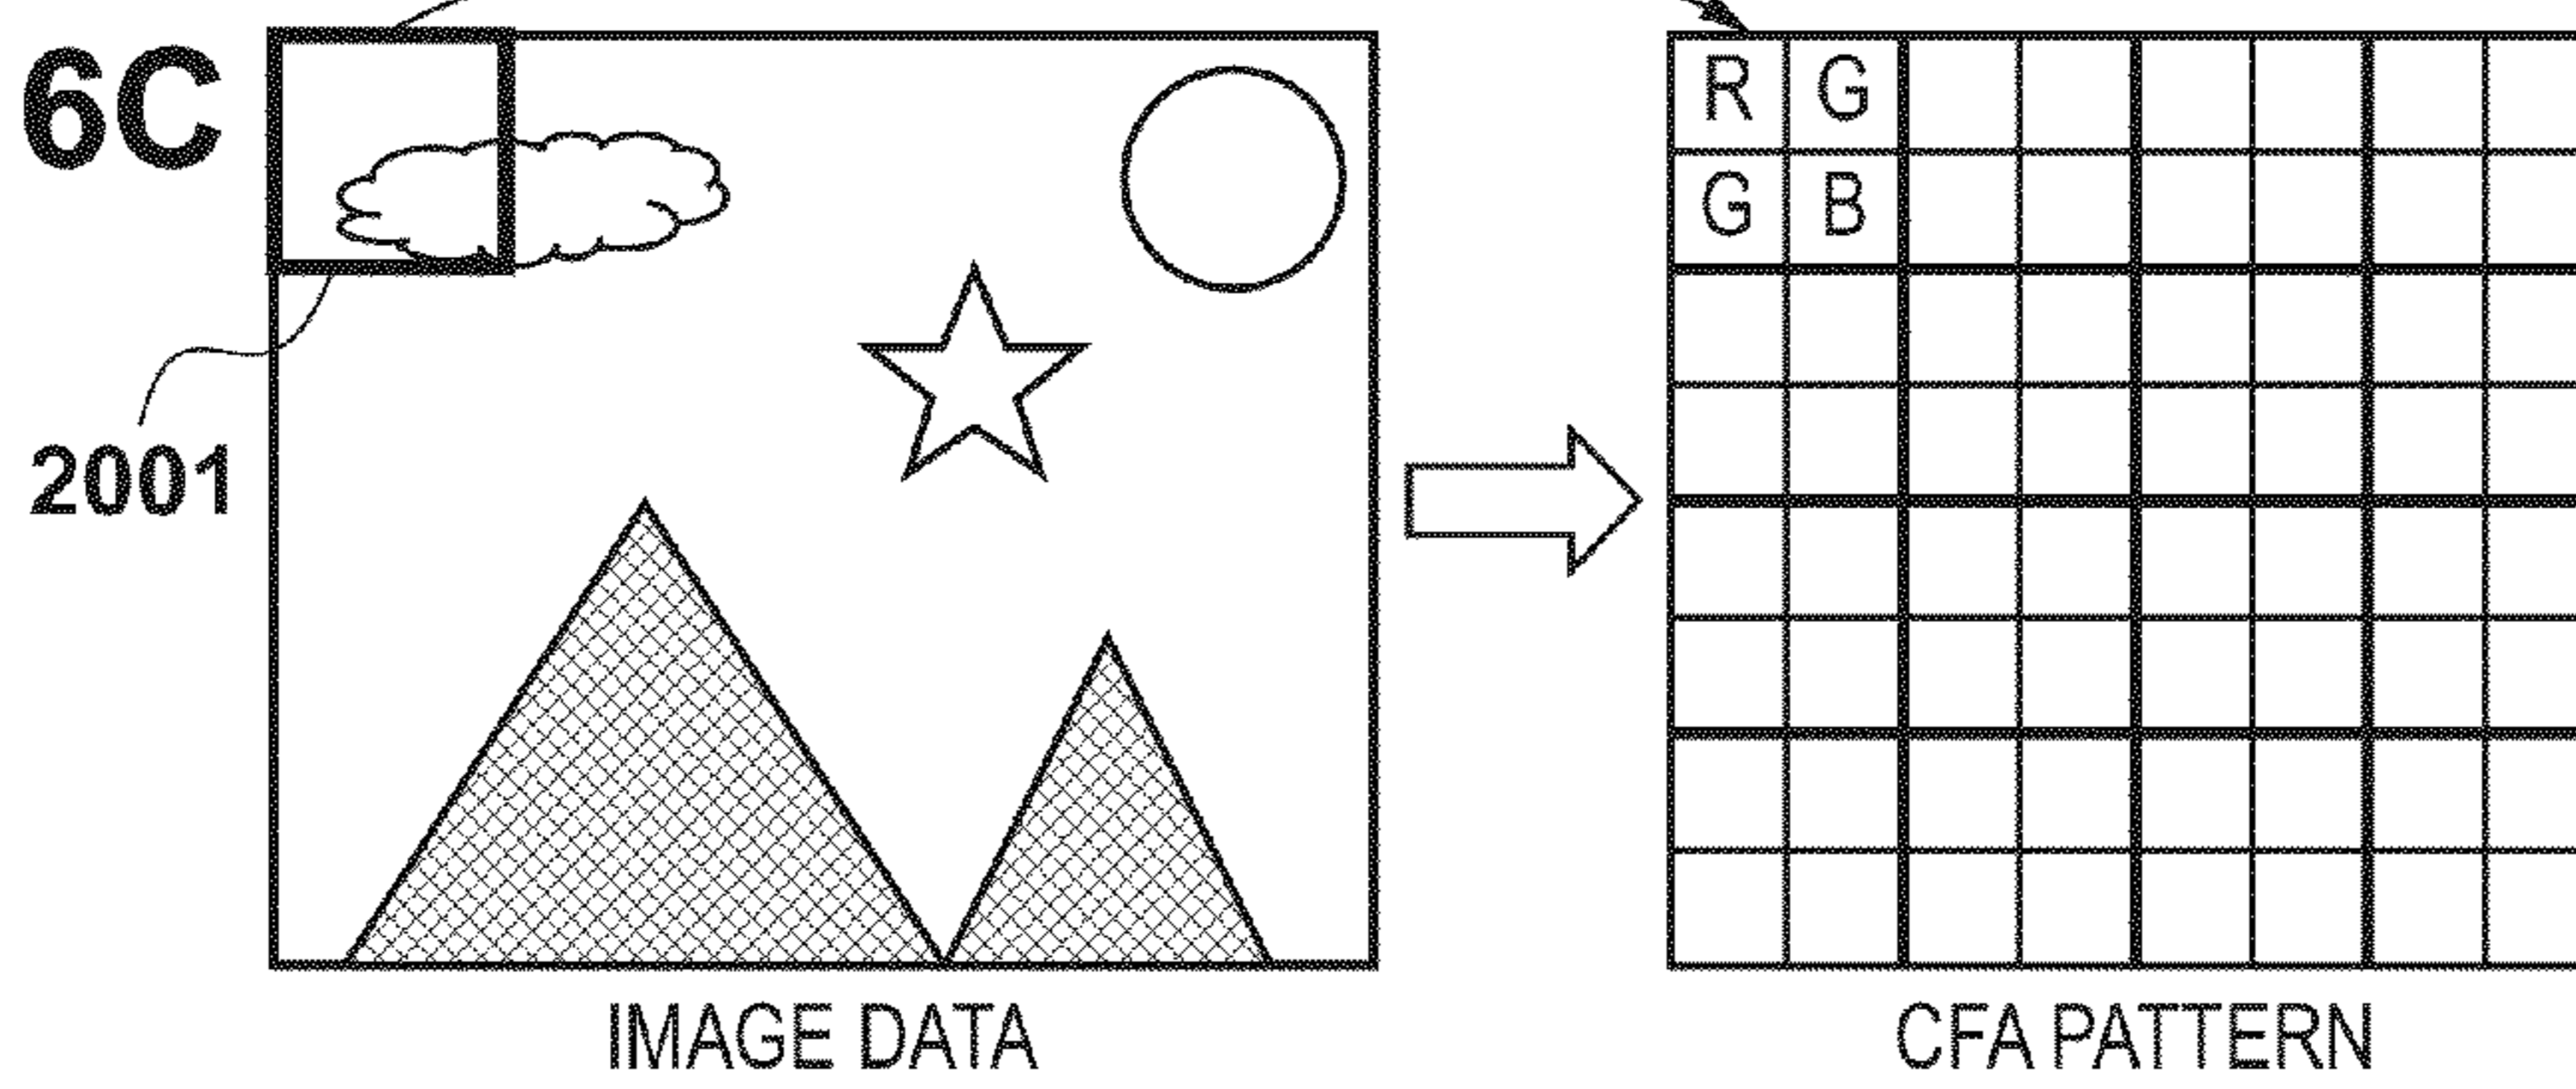 6C
R G
G B
2001
IMAGE DATA
CFA PATTERN